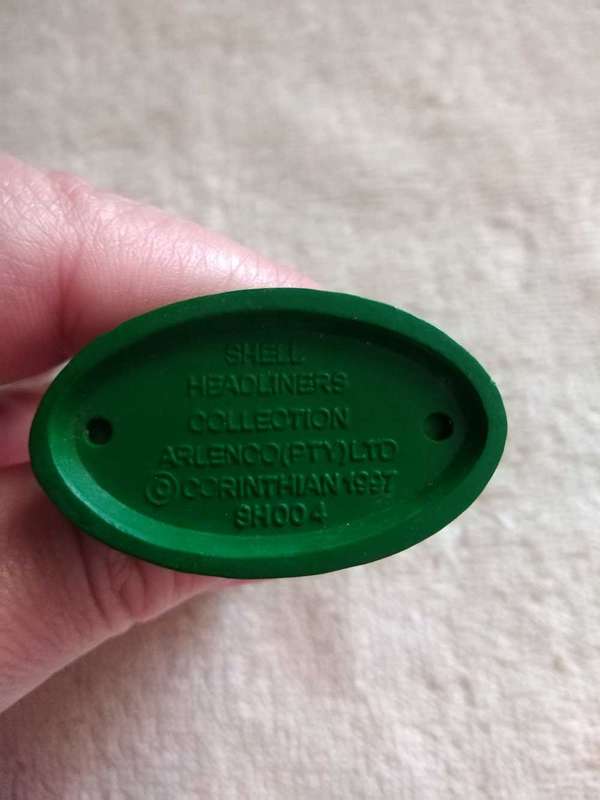 SHELL
HEADLINERS
COLLECTION
ARLENCO(PTY)LTD
© CORINTHIAN 1997
SH004